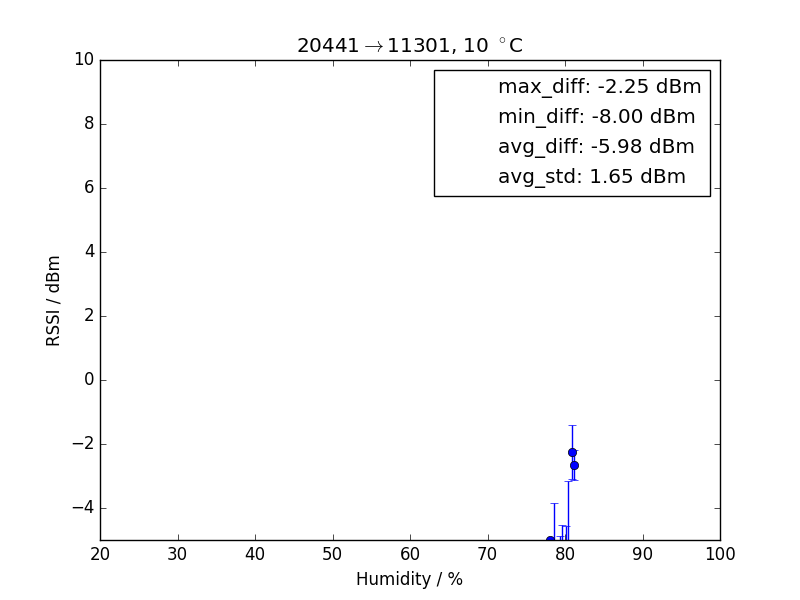 20441→11301, 10 °C
max_diff: -2.25 dBm
min_diff: -8.00 dBm
avg_diff: -5.98 dBm
avg_std: 1.65 dBm
RSSI / dBm
10
8
6
4
2
0
−2
−4
20 30 40 50 60 70 80 90 100
Humidity / %